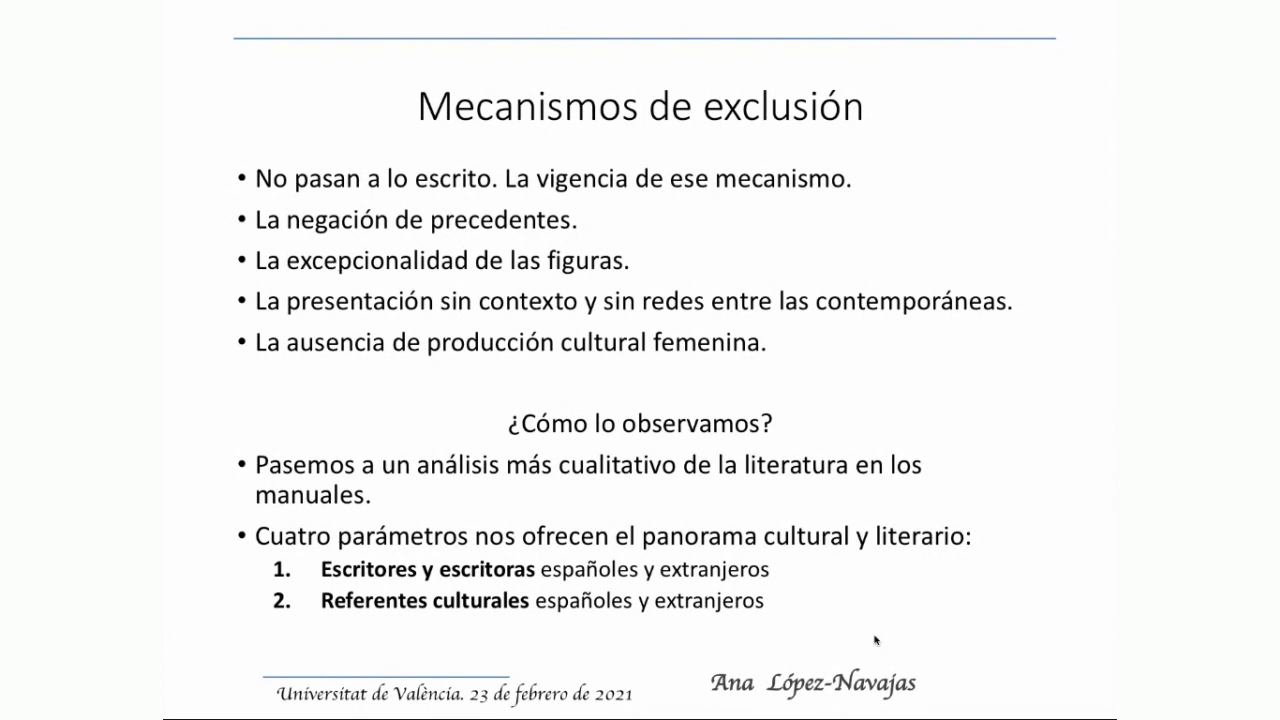 Mecanismos de exclusión
• No pasan a lo escrito. La vigencia de ese mecanismo.
• La negación de precedentes.
• La excepcionalidad de las figuras.
• La presentación sin contexto y sin redes entre las contemporáneas.
• La ausencia de producción cultural femenina.
¿Cómo lo observamos?
• Pasemos a un análisis más cualitativo de la literatura en los
manuales.
• Cuatro parámetros nos ofrecen el panorama cultural y literario:
1. Escritores y escritoras españoles y extranjeros
2. Referentes culturales españoles y extranjeros
Universitat de València. 23 de febrero de 2021
Ana López-Navajas